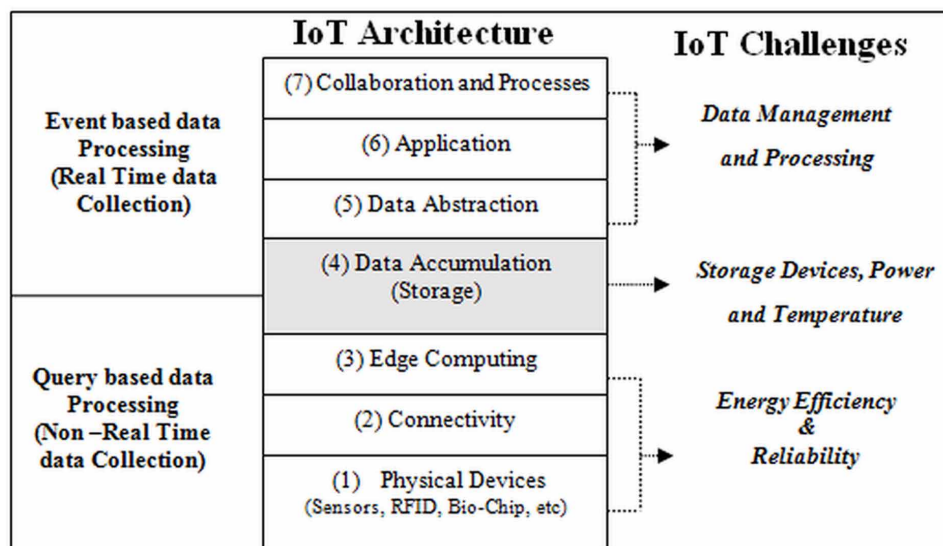 IoT Architecture
IoT Challenges
Event based data
Processing
(Real Time data
Collection)
Query based data
Processing
(Non –Real Time
data Collection)
(7) Collaboration and Processes
(6) Application
(5) Data Abstraction
(4) Data Accumulation
(Storage)
(3) Edge Computing
(2) Connectivity
(1) Physical Devices
(Sensors, RFID, Bio-Chip, etc)
Data Management
and Processing
Storage Devices, Power
and Temperature
Energy Efficiency
&
Reliability